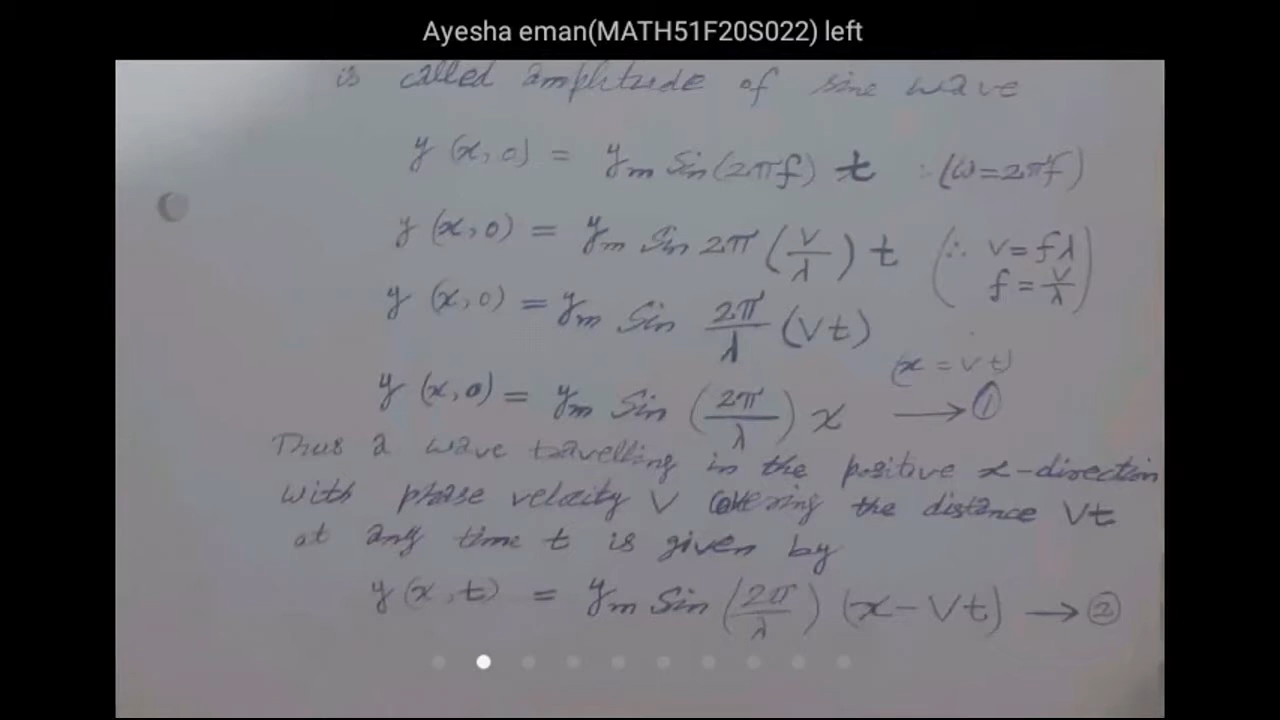 Ayesha eman(MATH51F20S022) left
is called amplitude of sine wave
y (x, 0) = yₘ Sin (2πf) t ∴ (ω = 2πf)
y (x, 0) = yₘ Sin 2π (V/λ) t (∴ v = fλ
f = V/λ)
y (x, 0) = yₘ Sin 2π/λ (Vt)
(x = Vt)
y (x, 0) = yₘ Sin (2π/λ) x → ①
Thus a wave travelling in the positive x-direction
with phase velocity V covering the distance Vt
at any time t is given by
y (x, t) = yₘ Sin (2π/λ) (x - Vt) → ②